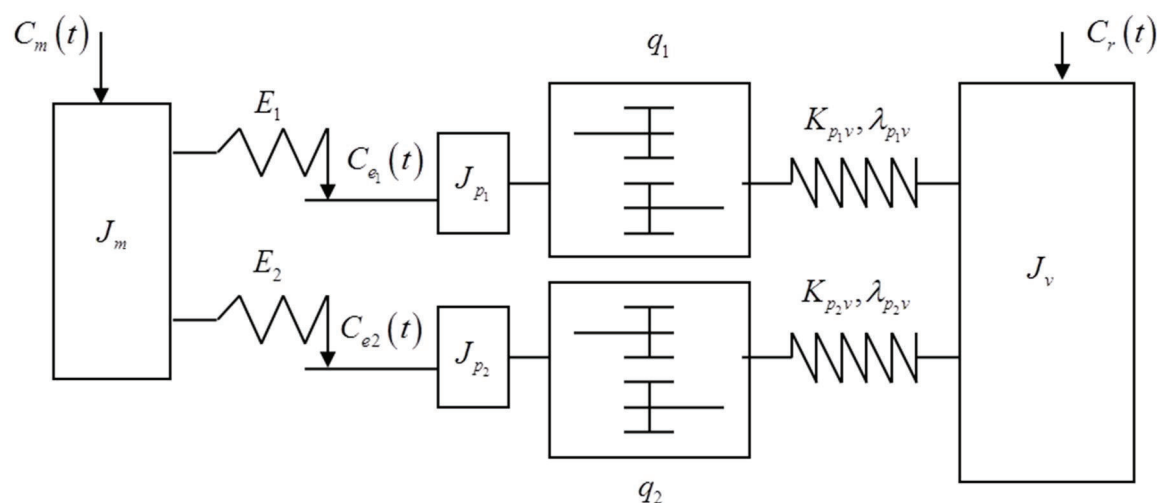 C_m(t)
q_1
C_r(t)
E_1
K_{p_1v}, λ_{p_1v}
C_{e_1}(t)
J_{p_1}
J_m
J_v
E_2
K_{p_2v}, λ_{p_2v}
C_{e2}(t)
J_{p_2}
q_2